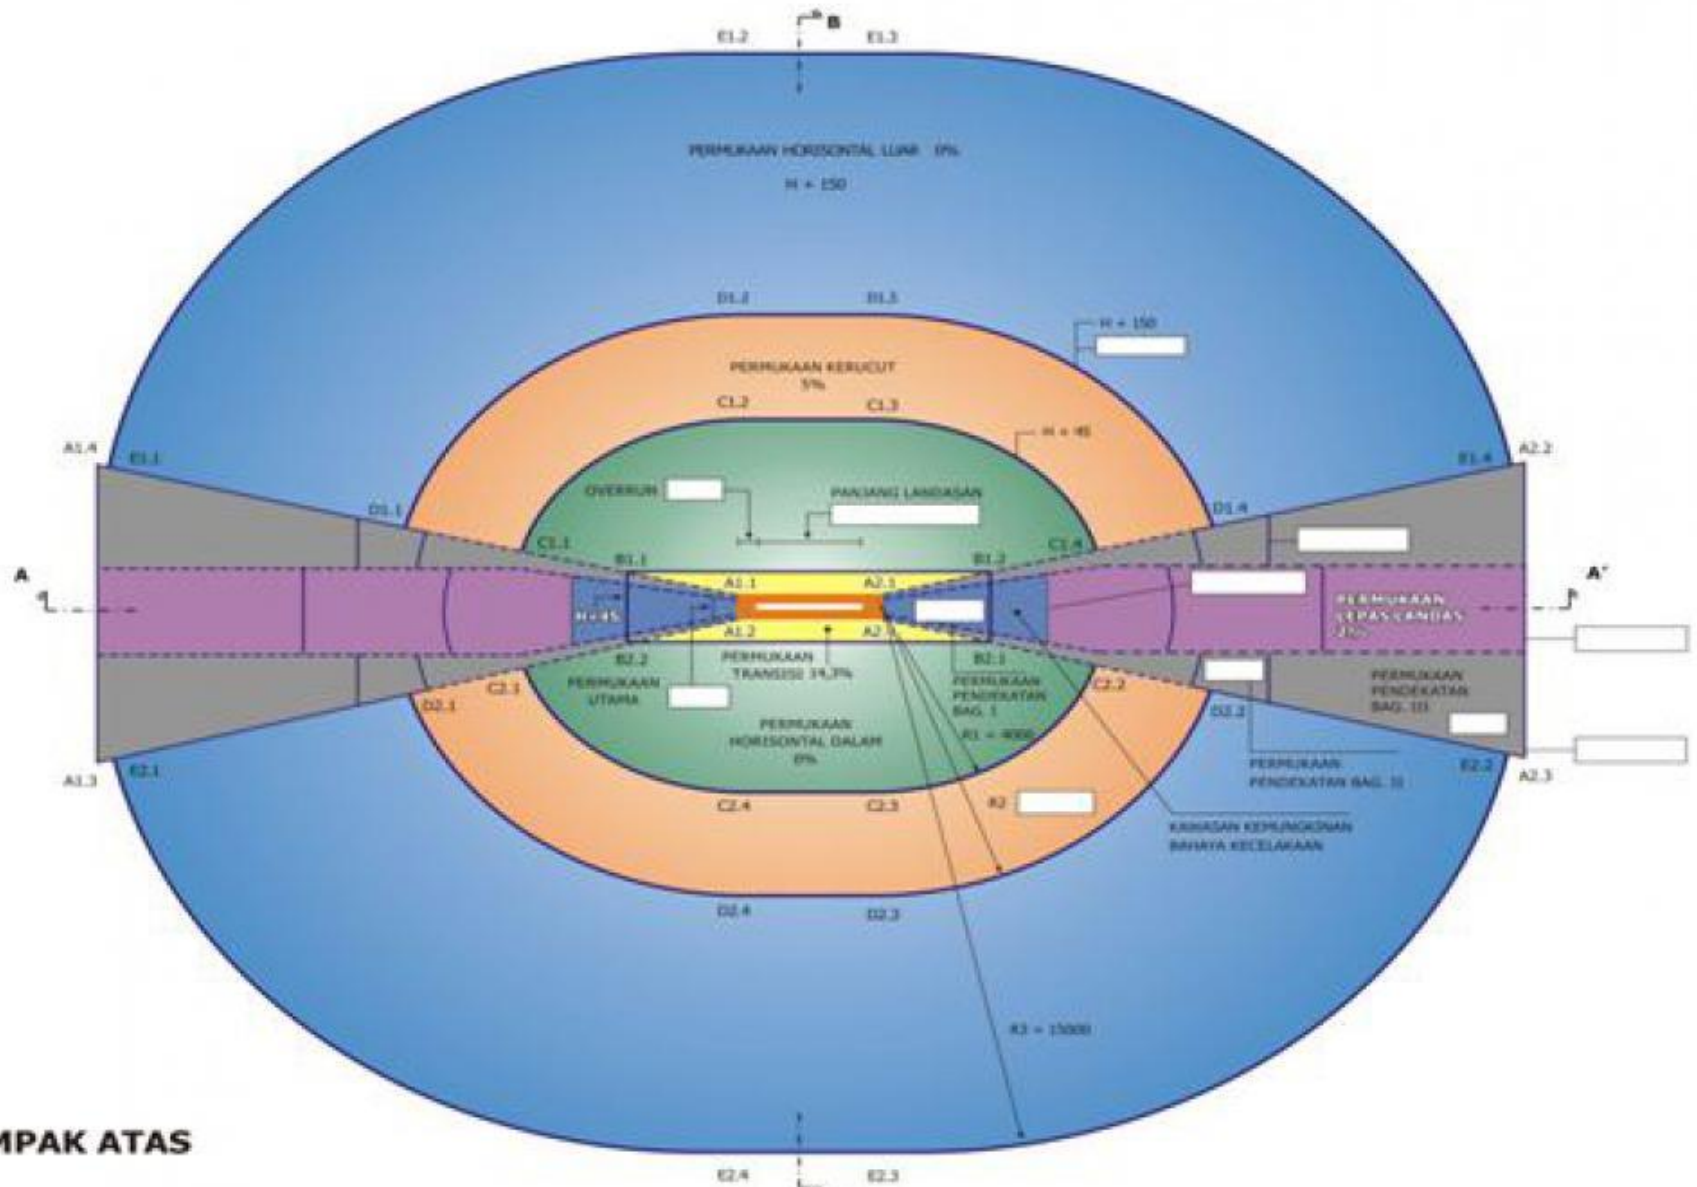 B
E1.2
E1.3
PERMUKAAN HORISONTAL LUAR 0%
H + 150
D1.2
D1.3
H + 150
PERMUKAAN KERUCUT
5%
C1.2
C1.3
H + 45
A1.4
E1.1
E1.4
A2.2
OVERRUN
PANJANG LANDASAN
D1.1
D1.4
C1.1
C1.4
B1.1
B1.2
A
A1.1
A2.1
A'
H+45
PERMUKAAN
LEPAS LANDAS
2%
A1.2
A2.
B2.2
B2.1
PERMUKAAN
TRANSISI 14,3%
PERMUKAAN
UTAMA
PERMUKAAN
PENDEKATAN
BAG. I
C2.1
C2.2
PERMUKAAN
PENDEKATAN
BAG. III
D2.1
D2.2
PERMUKAAN
HORISONTAL DALAM
0%
R1 = 4000
A1.3
E2.1
PERMUKAAN
PENDEKATAN BAG. II
E2.2
A2.3
C2.4
C2.3
R2
KAWASAN KEMUNGKINAN
BAHAYA KECELAKAAN
D2.4
D2.3
R3 = 15000
MPAK ATAS
E2.4
E2.3